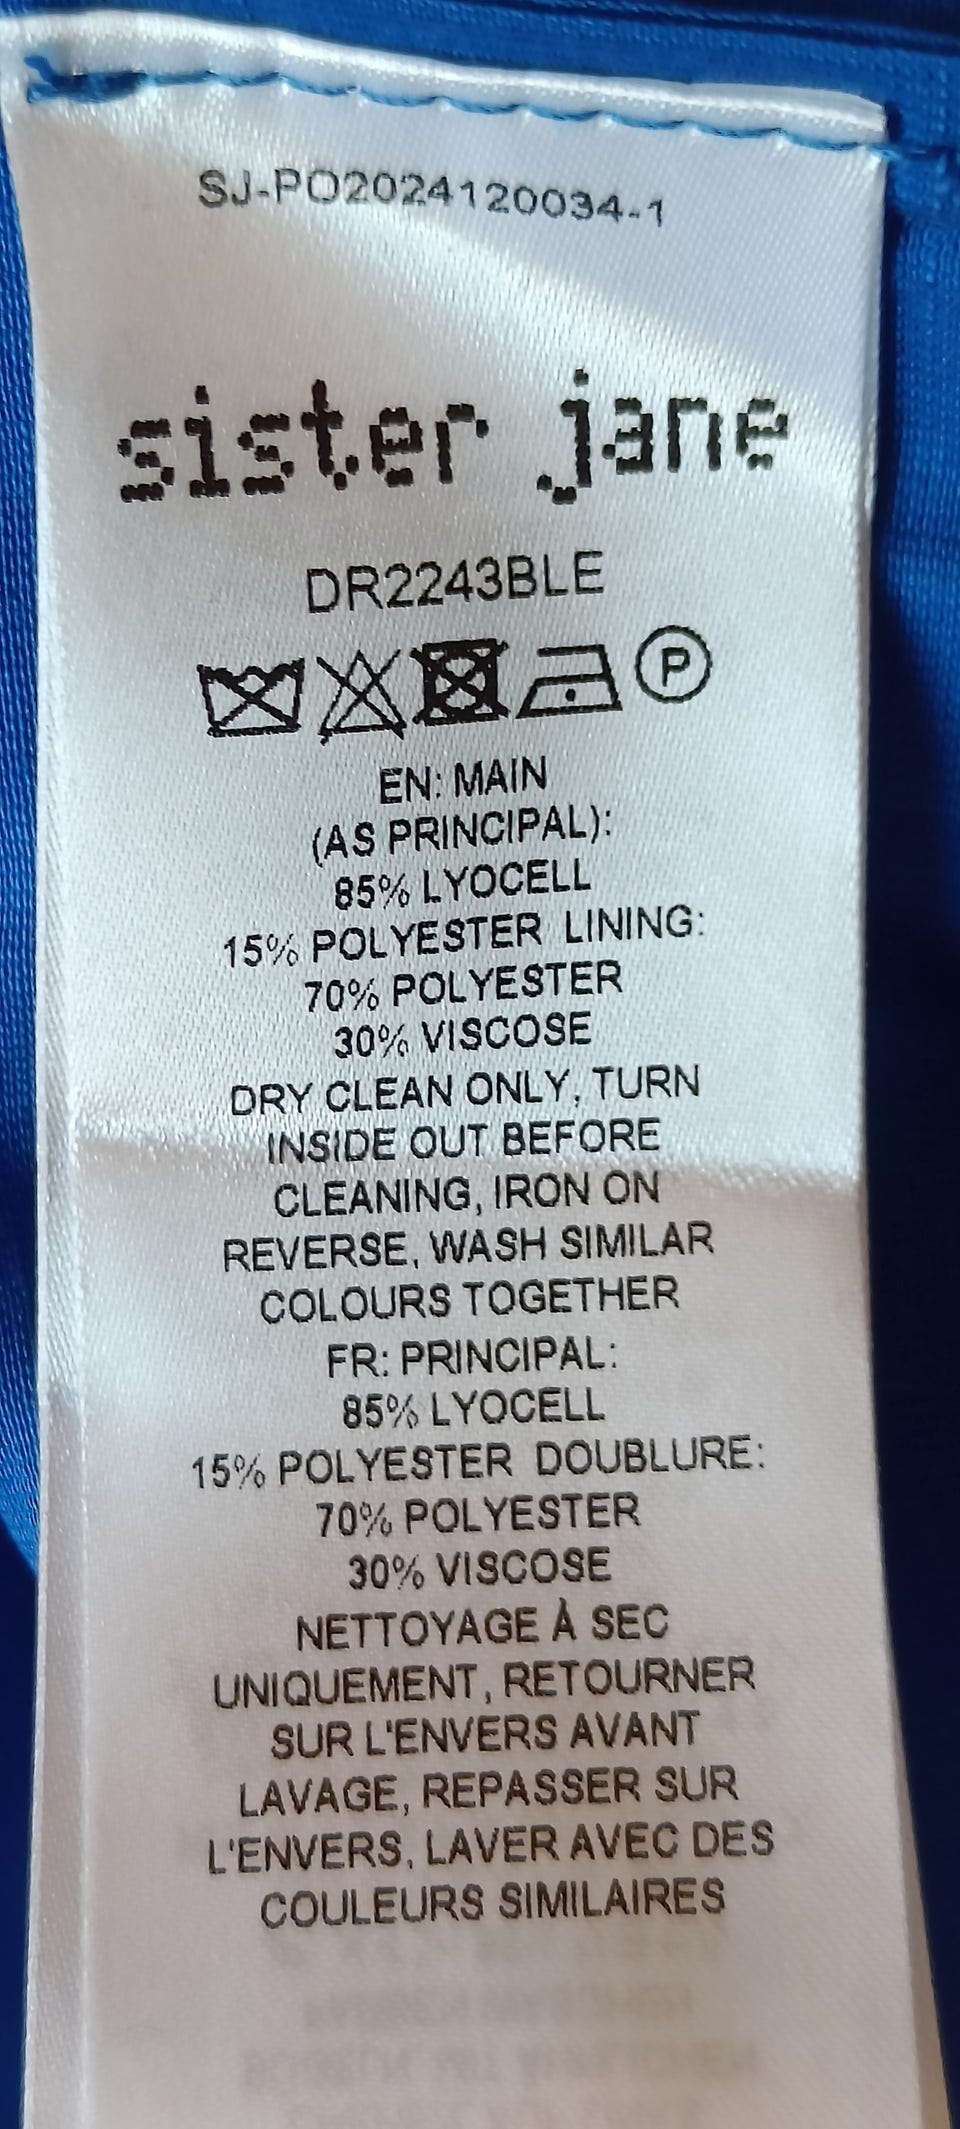 SJ-PO2024120034-1
sister jane
DR2243BLE
P
EN: MAIN
(AS PRINCIPAL):
85% LYOCELL
15% POLYESTER LINING:
70% POLYESTER
30% VISCOSE
DRY CLEAN ONLY, TURN
INSIDE OUT BEFORE
CLEANING, IRON ON
REVERSE, WASH SIMILAR
COLOURS TOGETHER
FR: PRINCIPAL:
85% LYOCELL
15% POLYESTER DOUBLURE:
70% POLYESTER
30% VISCOSE
NETTOYAGE À SEC
UNIQUEMENT, RETOURNER
SUR L'ENVERS AVANT
LAVAGE, REPASSER SUR
L'ENVERS, LAVER AVEC DES
COULEURS SIMILAIRES